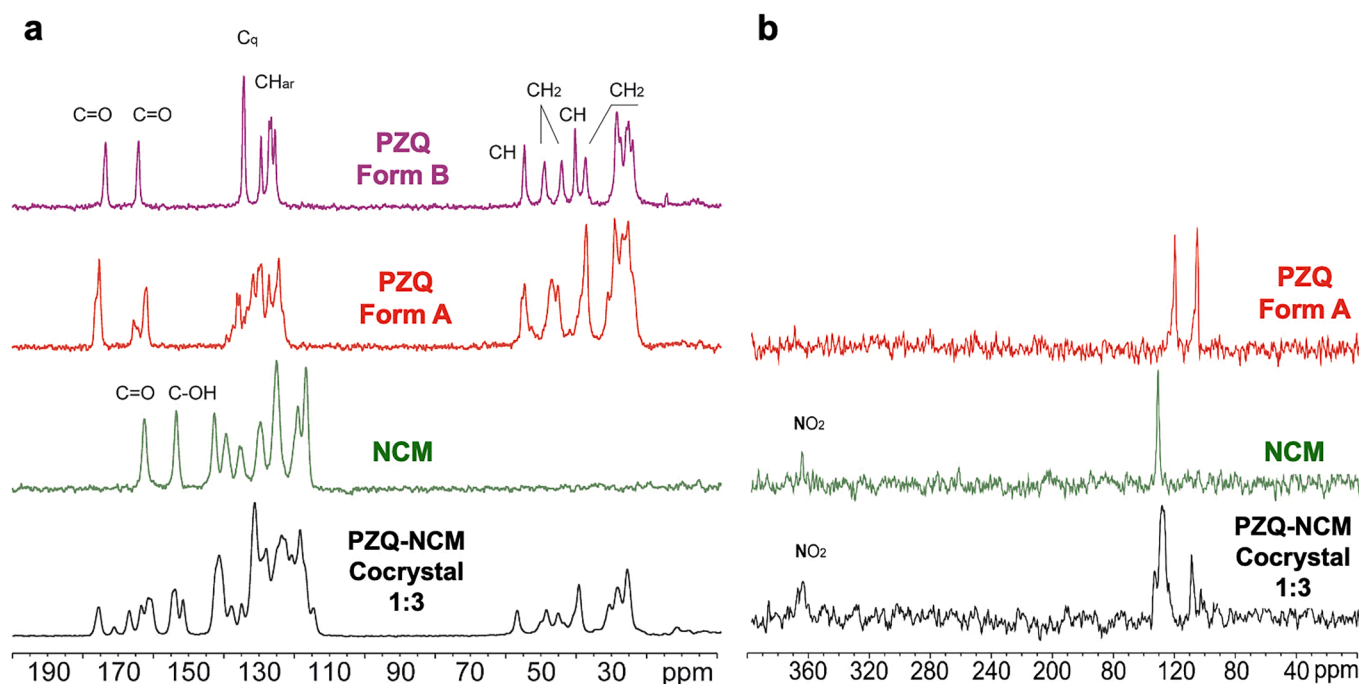 a
Cq
CHar
C=O
C=O
CH2
CH2
CH
CH
PZQ
Form B
PZQ
Form A
C=O
C-OH
NCM
PZQ-NCM
Cocrystal
1:3
190 170 150 130 110 90 70 50 30 ppm
b
PZQ
Form A
NO2
NCM
NO2
PZQ-NCM
Cocrystal
1:3
360 320 280 240 200 160 120 80 40 ppm